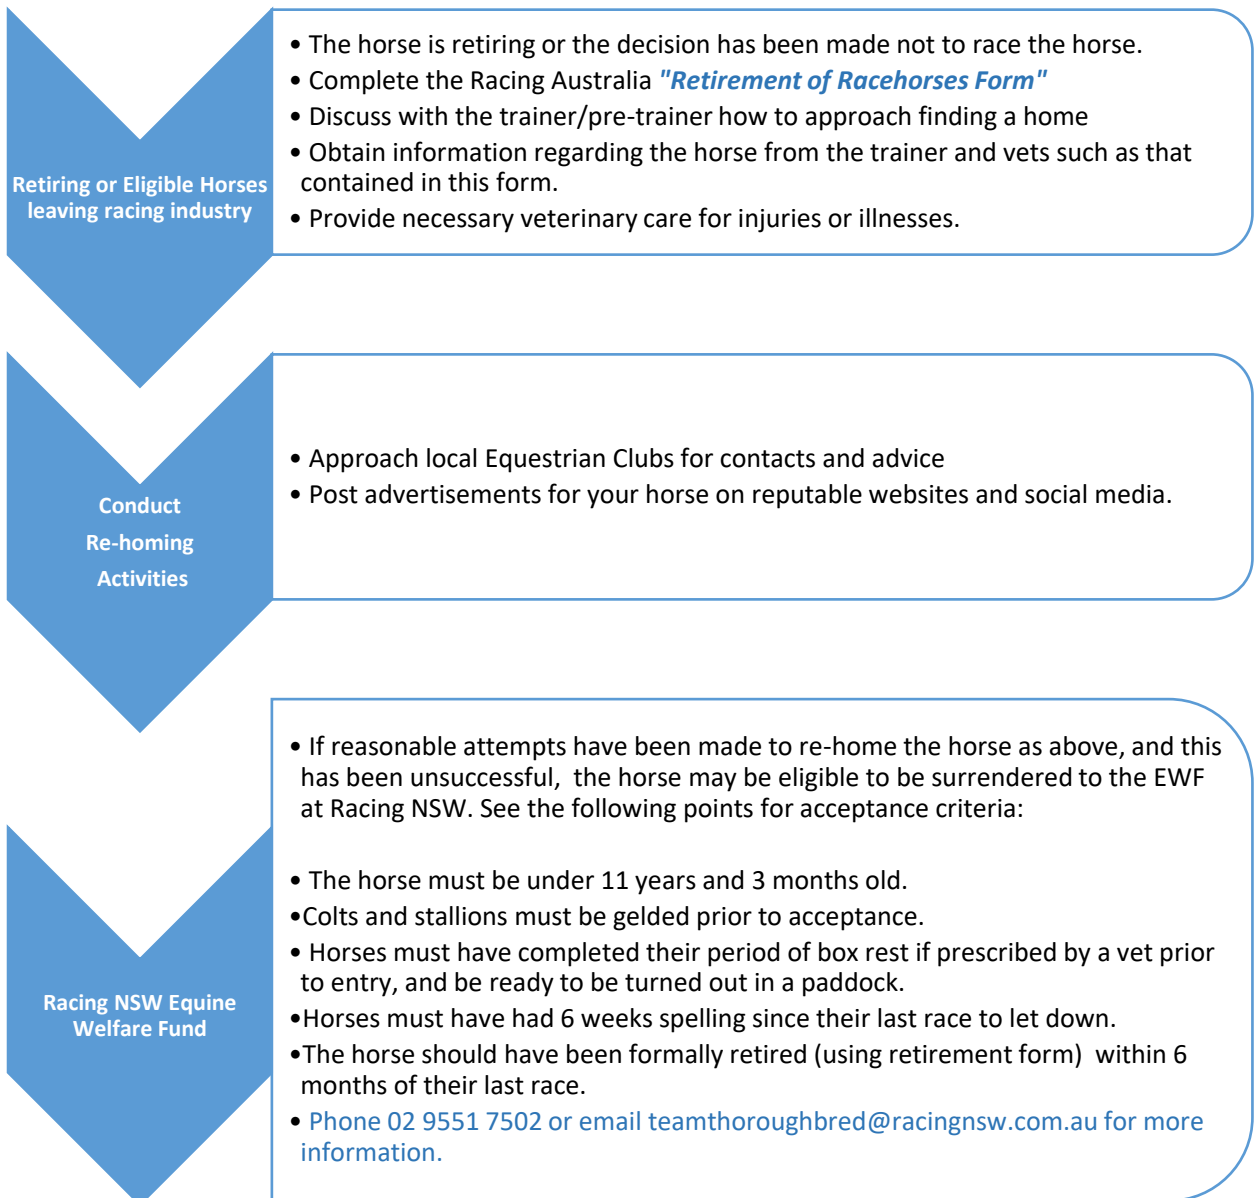 Retiring or Eligible Horses
leaving racing industry
• The horse is retiring or the decision has been made not to race the horse.
• Complete the Racing Australia "Retirement of Racehorses Form"
• Discuss with the trainer/pre-trainer how to approach finding a home
• Obtain information regarding the horse from the trainer and vets such as that
contained in this form.
• Provide necessary veterinary care for injuries or illnesses.
Conduct
Re-homing
Activities
• Approach local Equestrian Clubs for contacts and advice
• Post advertisements for your horse on reputable websites and social media.
Racing NSW Equine
Welfare Fund
• If reasonable attempts have been made to re-home the horse as above, and this
has been unsuccessful,  the horse may be eligible to be surrendered to the EWF
at Racing NSW. See the following points for acceptance criteria:
• The horse must be under 11 years and 3 months old.
•Colts and stallions must be gelded prior to acceptance.
• Horses must have completed their period of box rest if prescribed by a vet prior
to entry, and be ready to be turned out in a paddock.
•Horses must have had 6 weeks spelling since their last race to let down.
•The horse should have been formally retired (using retirement form)  within 6
months of their last race.
• Phone 02 9551 7502 or email teamthoroughbred@racingnsw.com.au for more
information.